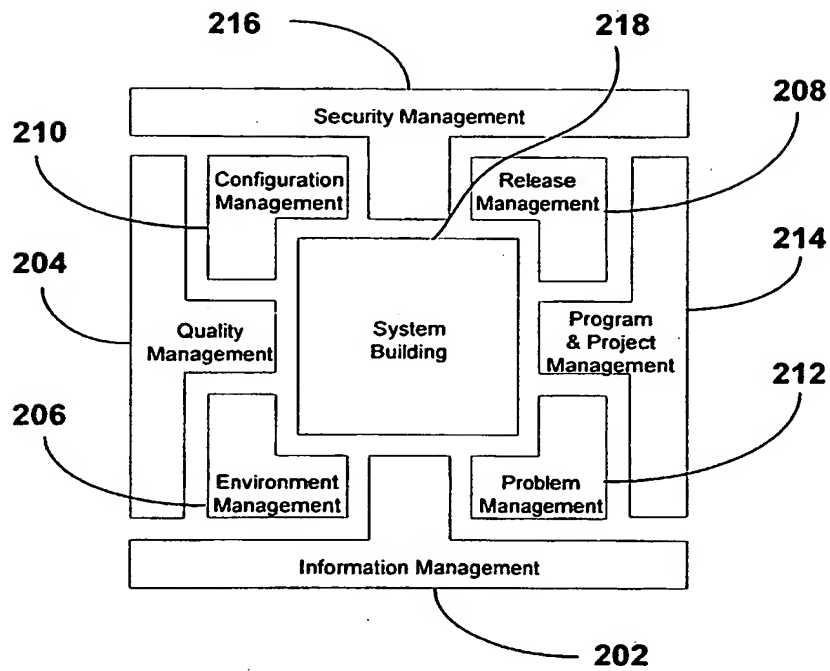 216
218
Security Management
208
210
Configuration
Management
Release
Management
204
214
Quality
Management
System
Building
Program
& Project
Management
206
212
Environment
Management
Problem
Management
Information Management
202